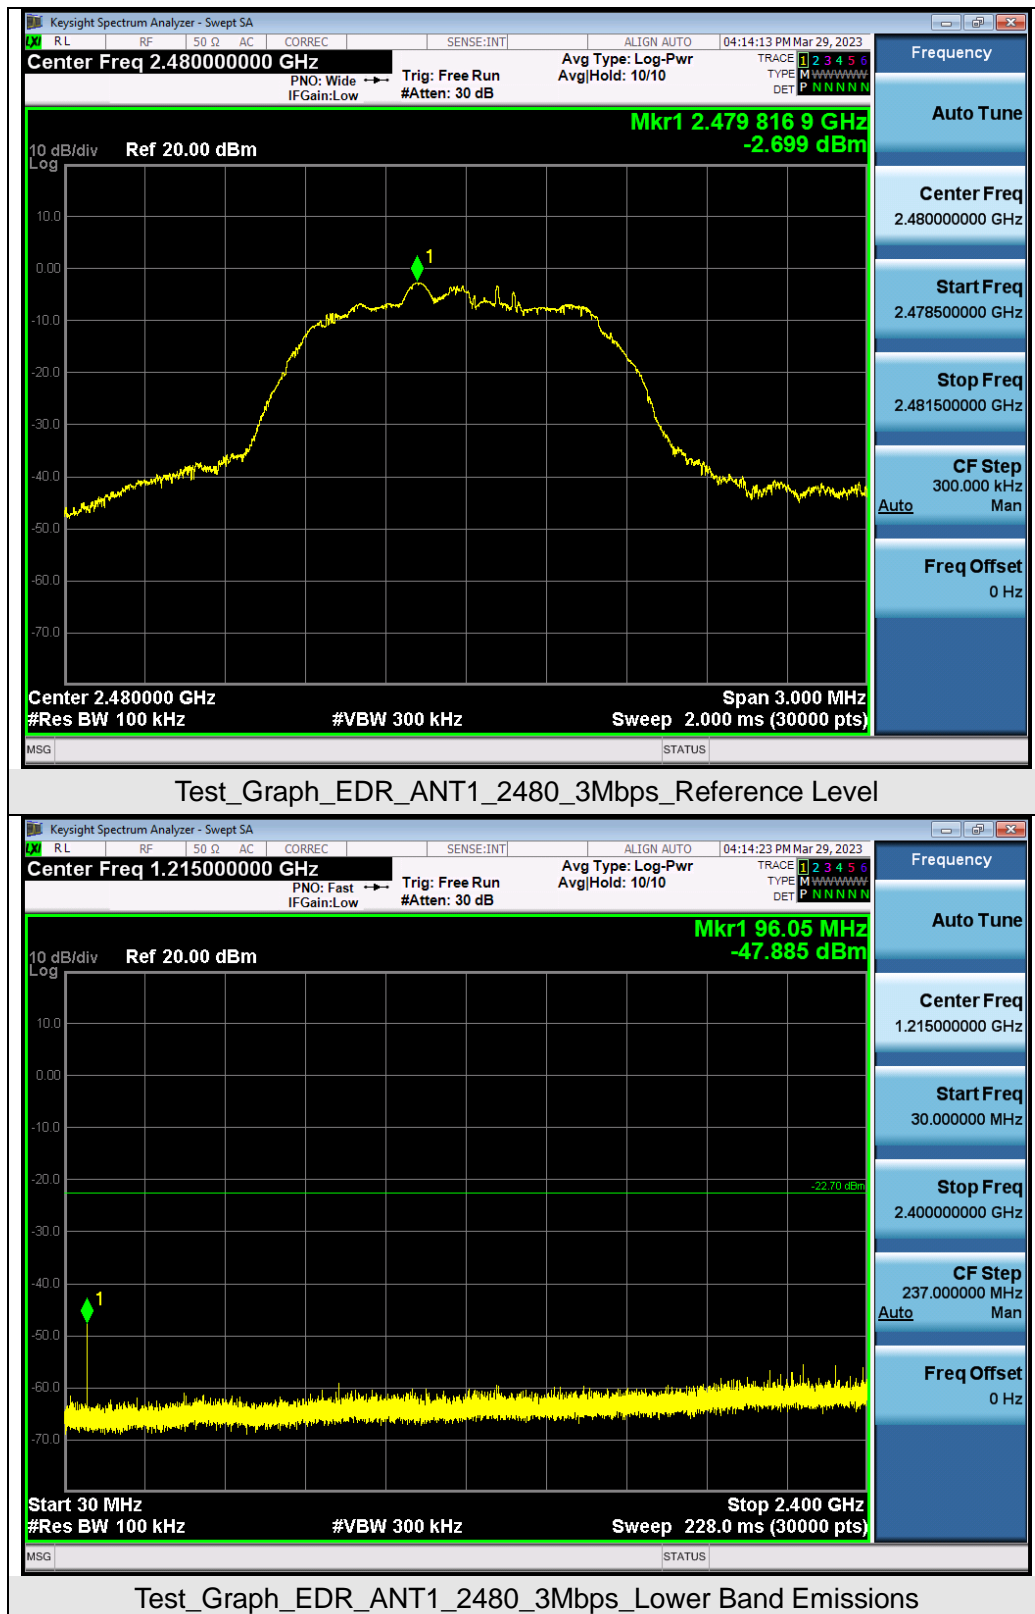 Keysight Spectrum Analyzer - Swept SA
LXI RL RF 50 Ω AC CORREC SENSE:INT ALIGN AUTO 04:14:13 PM Mar 29, 2023
Center Freq 2.480000000 GHz
PNO: Wide
IFGain:Low
Trig: Free Run
#Atten: 30 dB
Avg Type: Log-Pwr
Avg|Hold: 10/10
TRACE 1 2 3 4 5 6
TYPE M WWWWW
DET P N N N N N
Mkr1 2.479 816 9 GHz
-2.699 dBm
10 dB/div Ref 20.00 dBm
Log
10.0
0.00
-10.0
-20.0
-30.0
-40.0
-50.0
-60.0
-70.0
1
Center 2.480000 GHz Span 3.000 MHz
#Res BW 100 kHz #VBW 300 kHz Sweep 2.000 ms (30000 pts)
MSG STATUS
Frequency
Auto Tune
Center Freq
2.480000000 GHz
Start Freq
2.478500000 GHz
Stop Freq
2.481500000 GHz
CF Step
300.000 kHz
Auto Man
Freq Offset
0 Hz
Test_Graph_EDR_ANT1_2480_3Mbps_Reference Level
Keysight Spectrum Analyzer - Swept SA
LXI RL RF 50 Ω AC CORREC SENSE:INT ALIGN AUTO 04:14:23 PM Mar 29, 2023
Center Freq 1.215000000 GHz
PNO: Fast
IFGain:Low
Trig: Free Run
#Atten: 30 dB
Avg Type: Log-Pwr
Avg|Hold: 10/10
TRACE 1 2 3 4 5 6
TYPE M WWWWW
DET P N N N N N
Mkr1 96.05 MHz
-47.885 dBm
10 dB/div Ref 20.00 dBm
Log
10.0
0.00
-10.0
-20.0
-30.0
-40.0
-50.0
-60.0
-70.0
-22.70 dBm
1
Start 30 MHz Stop 2.400 GHz
#Res BW 100 kHz #VBW 300 kHz Sweep 228.0 ms (30000 pts)
MSG STATUS
Frequency
Auto Tune
Center Freq
1.215000000 GHz
Start Freq
30.000000 MHz
Stop Freq
2.400000000 GHz
CF Step
237.000000 MHz
Auto Man
Freq Offset
0 Hz
Test_Graph_EDR_ANT1_2480_3Mbps_Lower Band Emissions